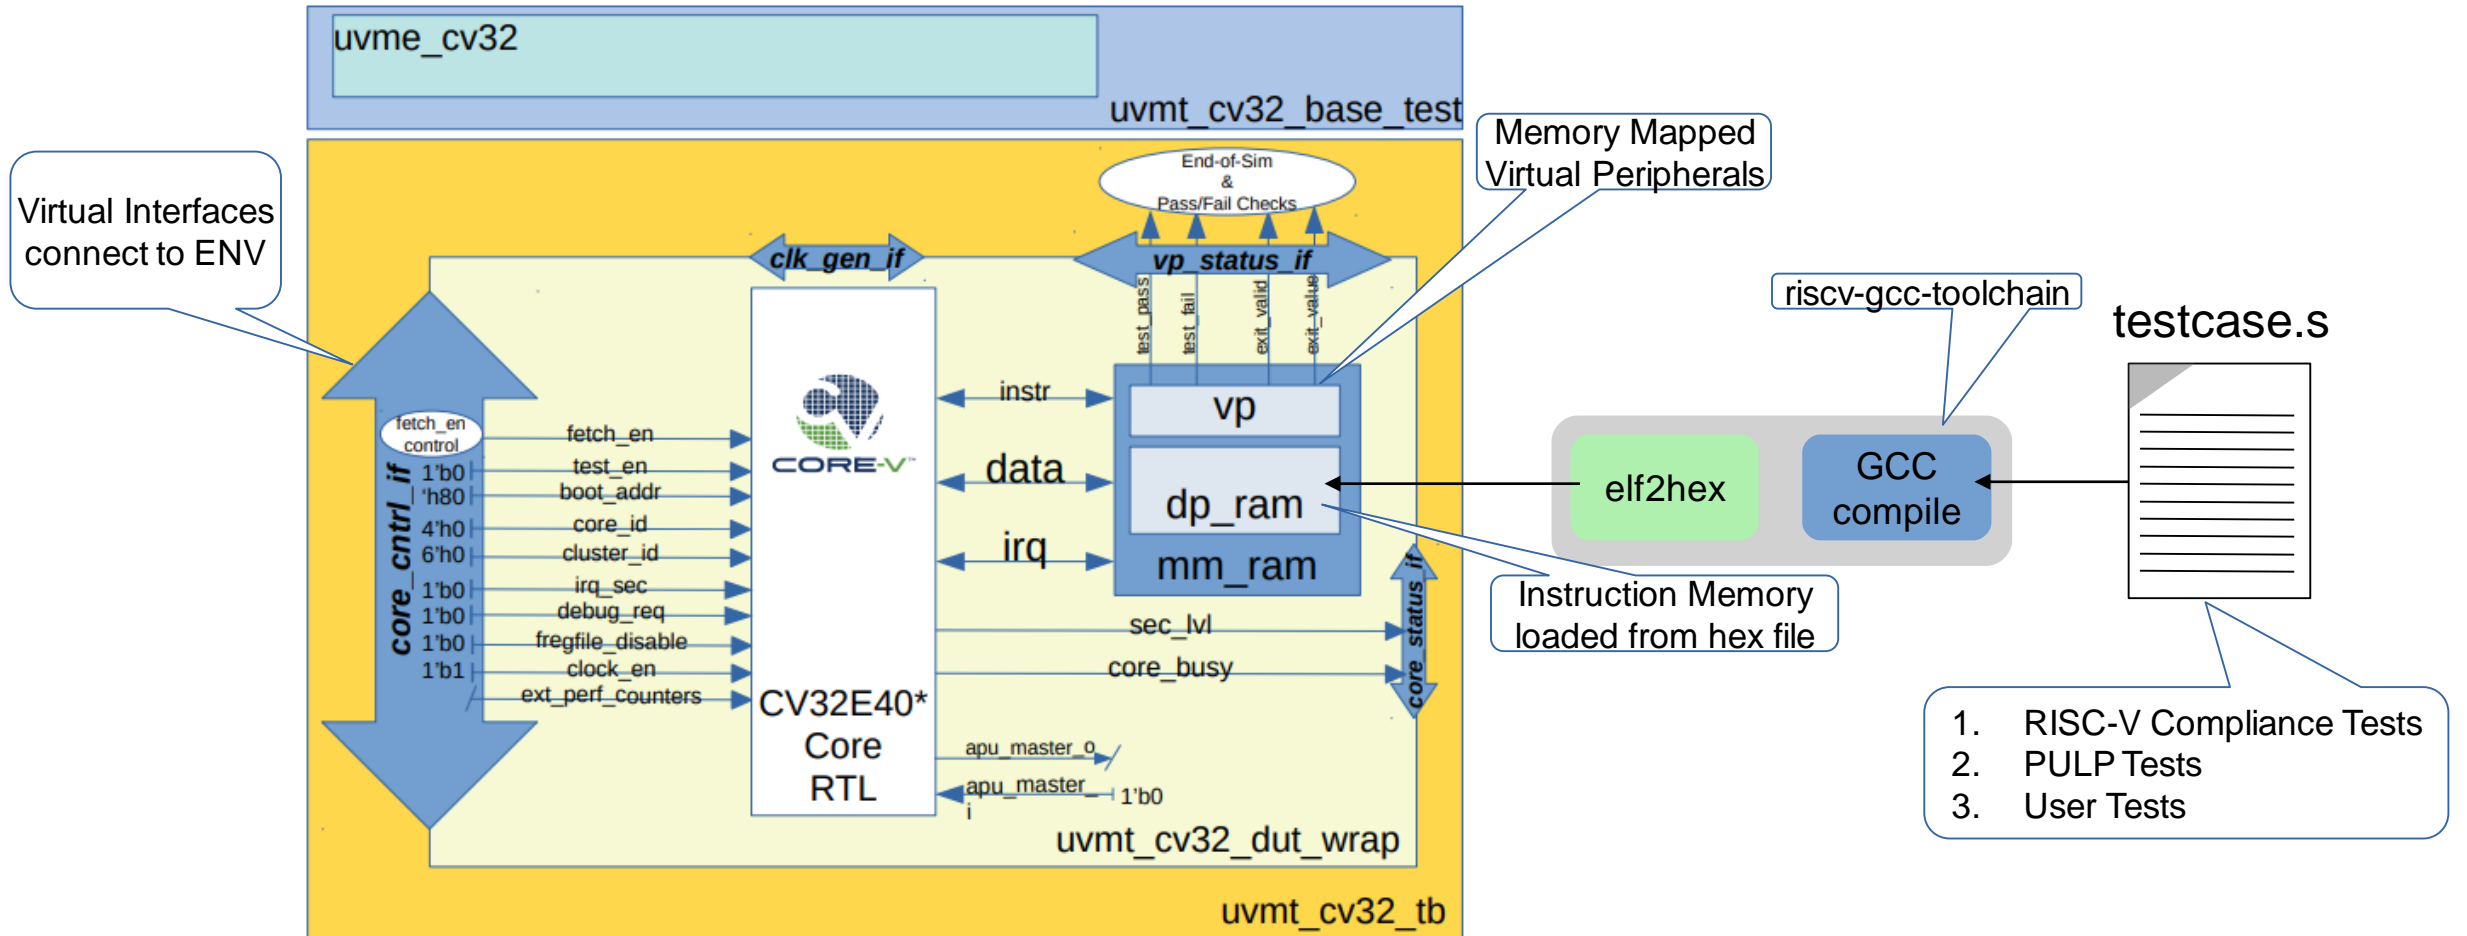 uvme_cv32
uvmt_cv32_base_test
Virtual Interfaces
connect to ENV
Memory Mapped
Virtual Peripherals
End-of-Sim
&
Pass/Fail Checks
clk_gen_if
vp_status_if
test_pass
test_fail
exit_valid
exit_value
riscv-gcc-toolchain
testcase.s
fetch_en
control
core_cntrl_if
fetch_en
1'b0 test_en
'h80 boot_addr
4'h0 core_id
6'h0 cluster_id
1'b0 irq_sec
1'b0 debug_req
1'b0 fregfile_disable
1'b1 clock_en
ext_perf_counters
CORE-V™
CV32E40*
Core
RTL
instr
data
irq
vp
dp_ram
mm_ram
elf2hex
GCC
compile
Instruction Memory
loaded from hex file
sec_lvl
core_busy
core_status_if
apu_master_o
apu_master_
i
1'b0
uvmt_cv32_dut_wrap
uvmt_cv32_tb
1. RISC-V Compliance Tests
2. PULP Tests
3. User Tests